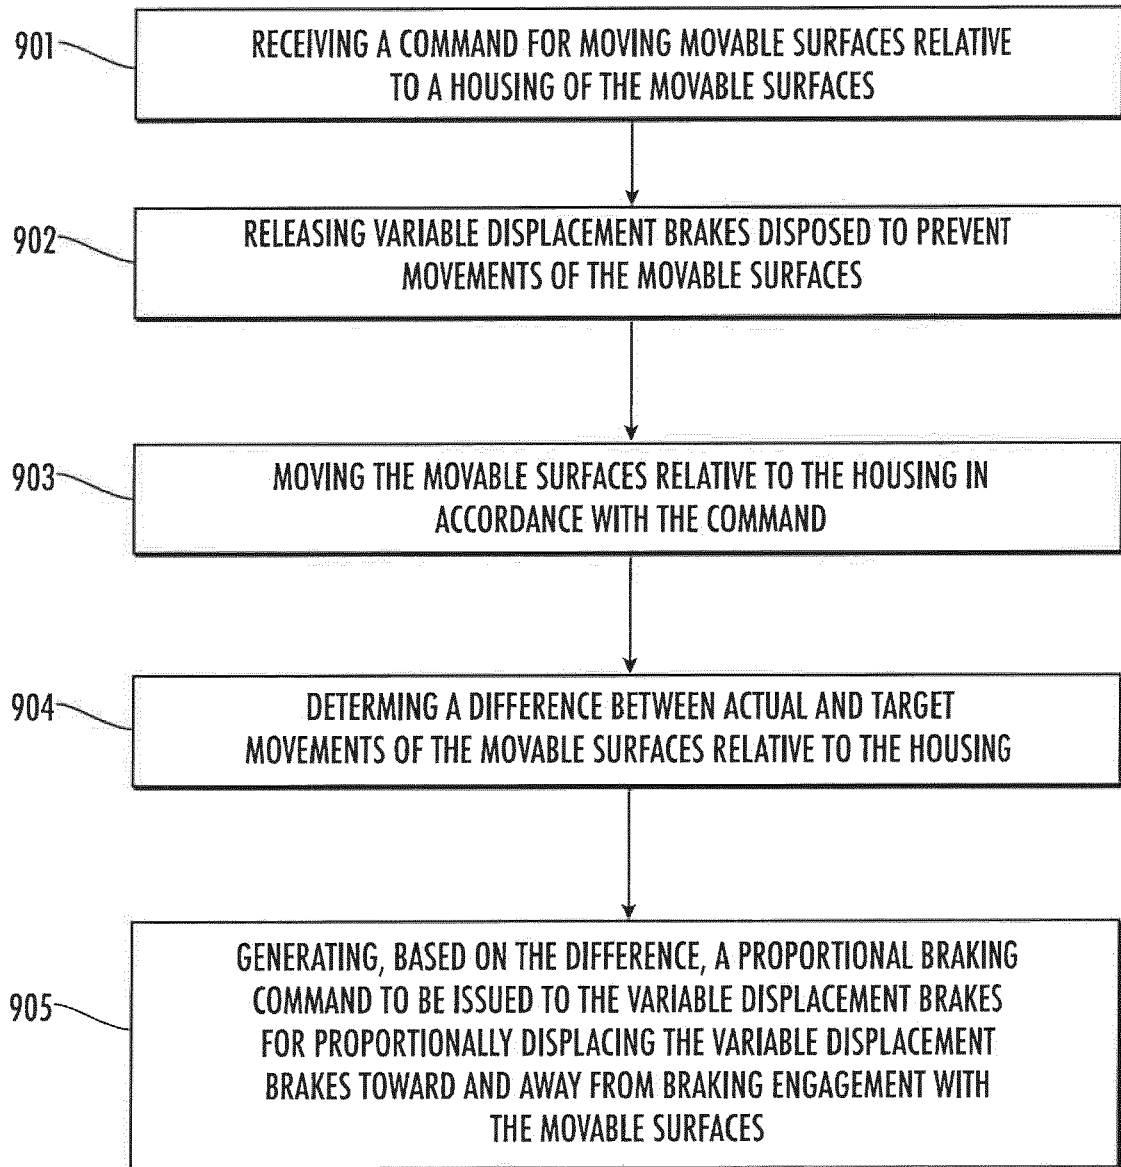 901
RECEIVING A COMMAND FOR MOVING MOVABLE SURFACES RELATIVE
TO A HOUSING OF THE MOVABLE SURFACES
902
RELEASING VARIABLE DISPLACEMENT BRAKES DISPOSED TO PREVENT
MOVEMENTS OF THE MOVABLE SURFACES
903
MOVING THE MOVABLE SURFACES RELATIVE TO THE HOUSING IN
ACCORDANCE WITH THE COMMAND
904
DETERMING A DIFFERENCE BETWEEN ACTUAL AND TARGET
MOVEMENTS OF THE MOVABLE SURFACES RELATIVE TO THE HOUSING
905
GENERATING, BASED ON THE DIFFERENCE, A PROPORTIONAL BRAKING
COMMAND TO BE ISSUED TO THE VARIABLE DISPLACEMENT BRAKES
FOR PROPORTIONALLY DISPLACING THE VARIABLE DISPLACEMENT
BRAKES TOWARD AND AWAY FROM BRAKING ENGAGEMENT WITH
THE MOVABLE SURFACES